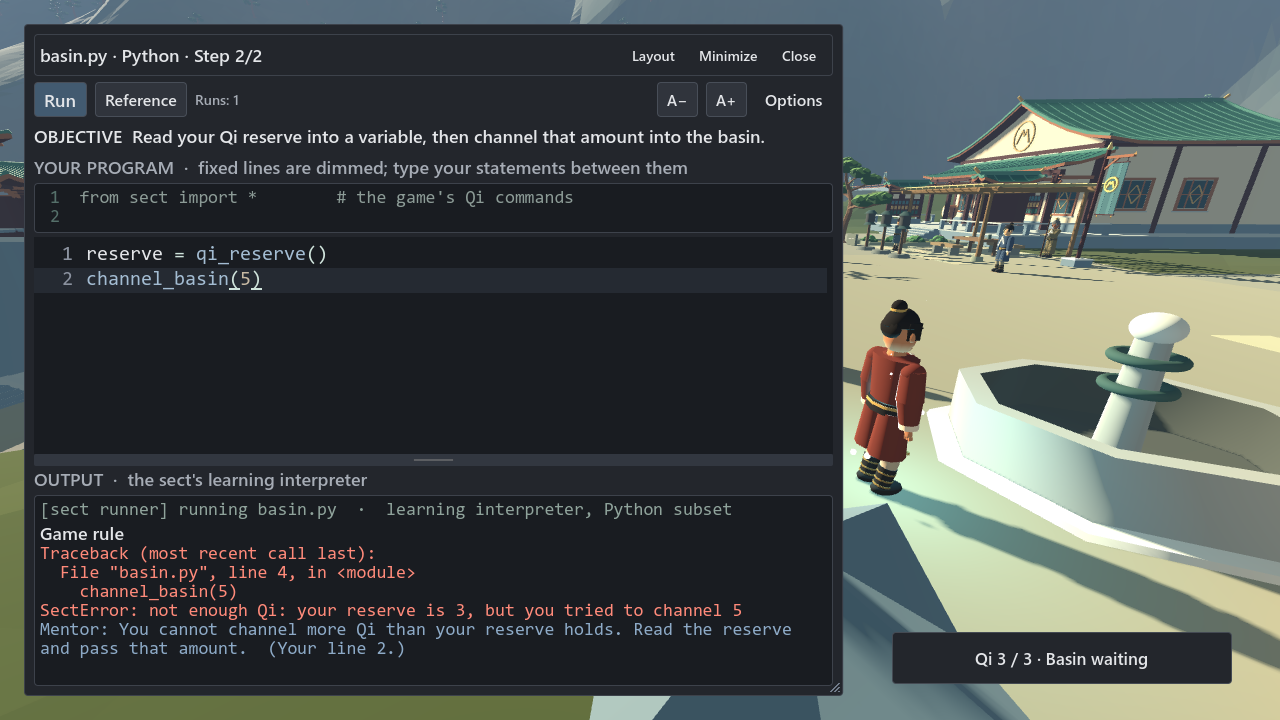 basin.py · Python · Step 2/2
Layout Minimize Close
Run Reference Runs: 1 A− A+ Options
OBJECTIVE Read your Qi reserve into a variable, then channel that amount into the basin.
YOUR PROGRAM · fixed lines are dimmed; type your statements between them
1 from sect import * # the game's Qi commands
2
1 reserve = qi_reserve()
2 channel_basin(5)
OUTPUT · the sect's learning interpreter
[sect runner] running basin.py · learning interpreter, Python subset
Game rule
Traceback (most recent call last):
File "basin.py", line 4, in <module>
channel_basin(5)
SectError: not enough Qi: your reserve is 3, but you tried to channel 5
Mentor: You cannot channel more Qi than your reserve holds. Read the reserve
and pass that amount. (Your line 2.)
Qi 3 / 3 · Basin waiting